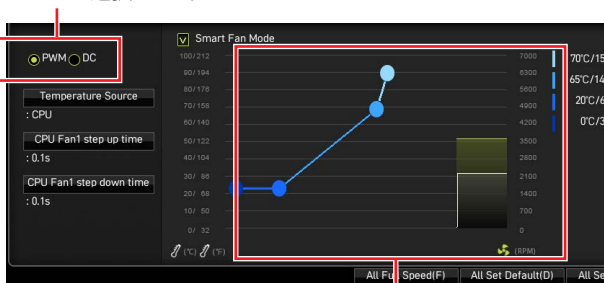 PWM DC
Temperature Source
: CPU
CPU Fan1 step up time
: 0.1s
CPU Fan1 step down time
: 0.1s
Smart Fan Mode
100/212 7000
90/194 6300
80/176 5600
70/158 4900
60/140 4200
50/122 3500
40/104 2800
30/ 86 2100
20/ 68 1400
10/ 50 700
0/ 32 0
(°C) (°F) (RPM)
70°C/15
65°C/14
20°C/6
0°C/3
All Full Speed(F) All Set Default(D) All Se